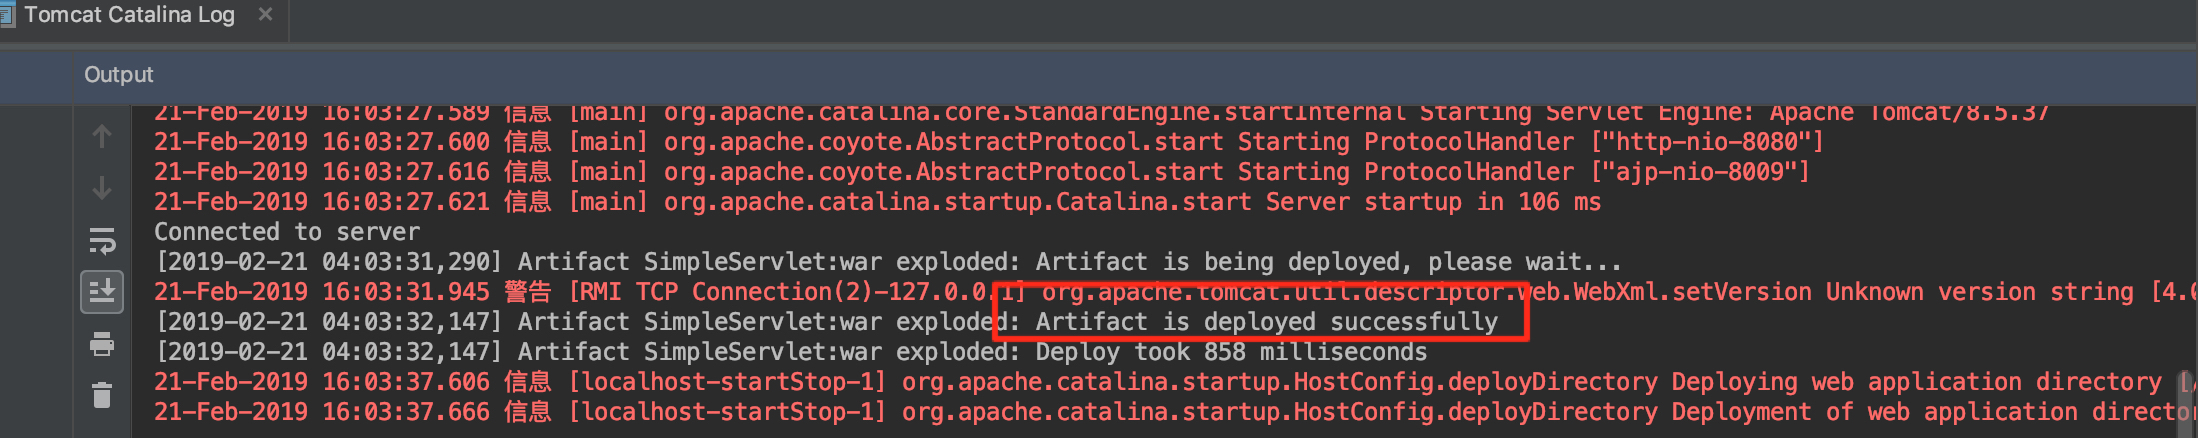 Tomcat Catalina Log ×
Output
21-Feb-2019 16:03:27.589 信息 [main] org.apache.catalina.core.StandardEngine.startInternal Starting Servlet Engine: Apache Tomcat/8.5.37
21-Feb-2019 16:03:27.600 信息 [main] org.apache.coyote.AbstractProtocol.start Starting ProtocolHandler ["http-nio-8080"]
21-Feb-2019 16:03:27.616 信息 [main] org.apache.coyote.AbstractProtocol.start Starting ProtocolHandler ["ajp-nio-8009"]
21-Feb-2019 16:03:27.621 信息 [main] org.apache.catalina.startup.Catalina.start Server startup in 106 ms
Connected to server
[2019-02-21 04:03:31,290] Artifact SimpleServlet:war exploded: Artifact is being deployed, please wait...
21-Feb-2019 16:03:31.945 警告 [RMI TCP Connection(2)-127.0.0.1] org.apache.tomcat.util.descriptor.web.WebXml.setVersion Unknown version string [4.0
[2019-02-21 04:03:32,147] Artifact SimpleServlet:war exploded: Artifact is deployed successfully
[2019-02-21 04:03:32,147] Artifact SimpleServlet:war exploded: Deploy took 858 milliseconds
21-Feb-2019 16:03:37.606 信息 [localhost-startStop-1] org.apache.catalina.startup.HostConfig.deployDirectory Deploying web application directory [/
21-Feb-2019 16:03:37.666 信息 [localhost-startStop-1] org.apache.catalina.startup.HostConfig.deployDirectory Deployment of web application director